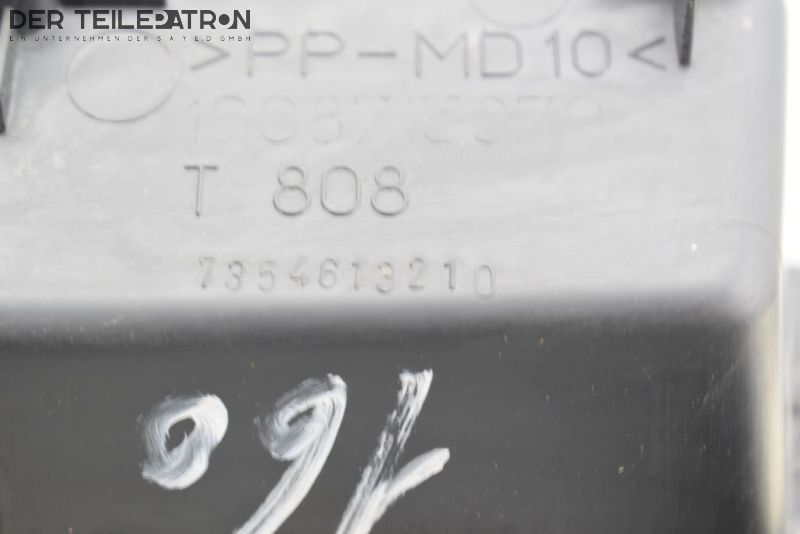 DER TEILEPATRON
EIN UNTERNEHMEN DER S A Y E D GMBH
>PP-MD10<
T 808
7354613210